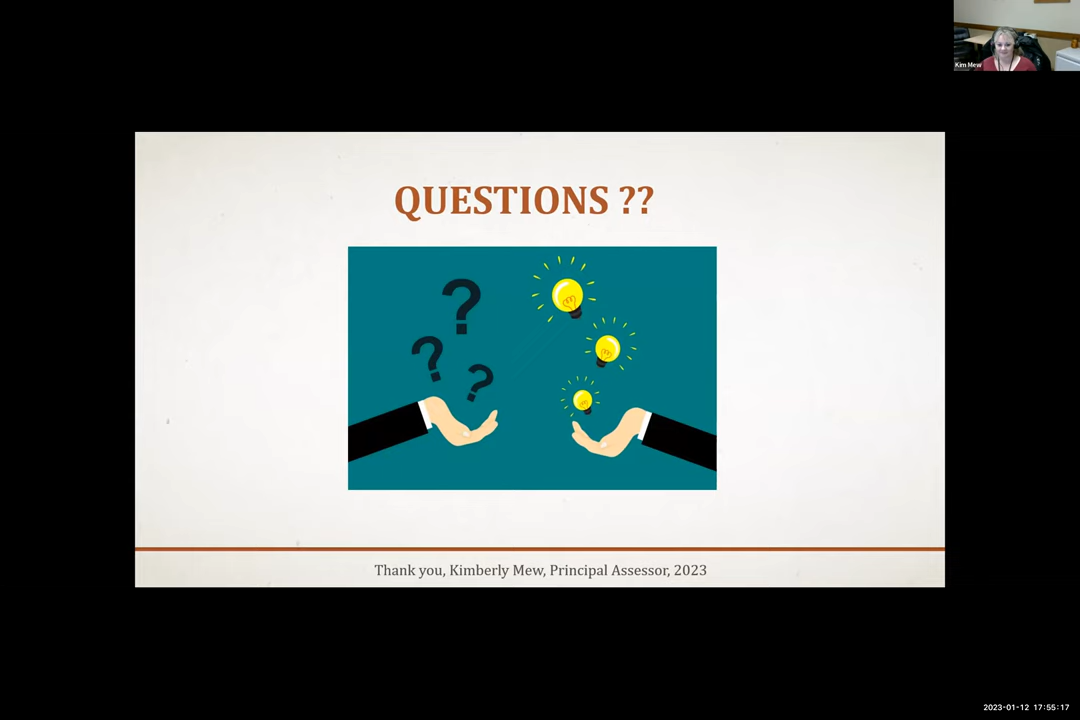 Kim Mew
QUESTIONS ??
? 
? 
?
Thank you, Kimberly Mew, Principal Assessor, 2023
2023-01-12 17:55:17